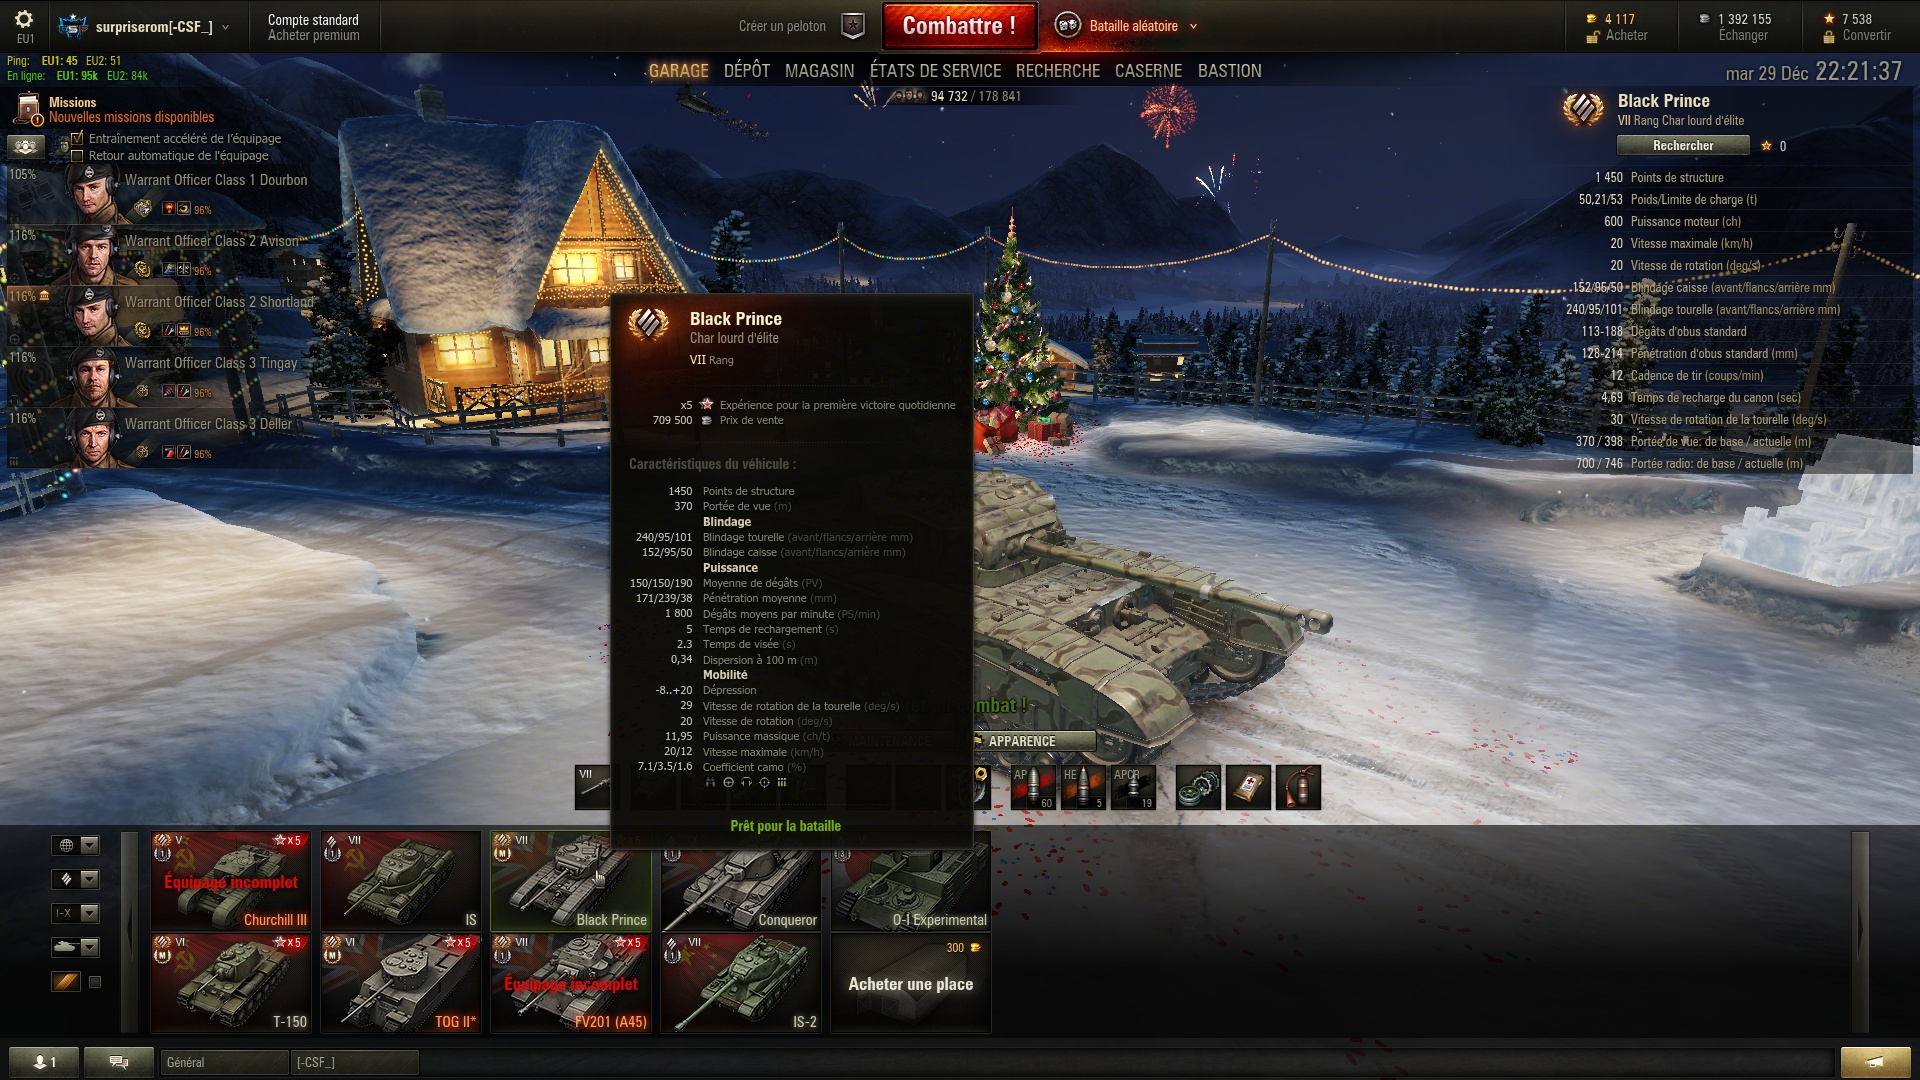 EU1
surpriserom[-CSF_]
Compte standard
Acheter premium
Créer un peloton
Combattre !
Bataille aléatoire
4 117
Acheter
1 392 155
Échanger
7 538
Convertir
Ping: EU1: 45 EU2: 51
En ligne: EU1: 95k EU2: 84k
GARAGE DÉPÔT MAGASIN ÉTATS DE SERVICE RECHERCHE CASERNE BASTION
94 732 / 178 841
mar 29 Déc 22:21:37
Missions
Nouvelles missions disponibles
Entraînement accéléré de l'équipage
Retour automatique de l'équipage
105%
Warrant Officer Class 1 Dourbon
96%
116%
Warrant Officer Class 2 Avison
96%
116%
Warrant Officer Class 2 Shortland
96%
116%
Warrant Officer Class 3 Tingay
96%
116%
Warrant Officer Class 3 Deller
96%
Black Prince
VII Rang Char lourd d'élite
Rechercher
0
1 450 Points de structure
50,21/53 Poids/Limite de charge (t)
600 Puissance moteur (ch)
20 Vitesse maximale (km/h)
20 Vitesse de rotation (deg/s)
152/95/50 Blindage caisse (avant/flancs/arrière mm)
240/95/101 Blindage tourelle (avant/flancs/arrière mm)
113-188 Dégâts d'obus standard
128-214 Pénétration d'obus standard (mm)
12 Cadence de tir (coups/min)
4,69 Temps de recharge du canon (sec)
30 Vitesse de rotation de la tourelle (deg/s)
370 / 398 Portée de vue: de base / actuelle (m)
700 / 746 Portée radio: de base / actuelle (m)
Black Prince
Char lourd d'élite
VII Rang
x5 Expérience pour la première victoire quotidienne
709 500 Prix de vente
Caractéristiques du véhicule :
1450 Points de structure
370 Portée de vue (m)
Blindage
240/95/101 Blindage tourelle (avant/flancs/arrière mm)
152/95/50 Blindage caisse (avant/flancs/arrière mm)
Puissance
150/150/190 Moyenne de dégâts (PV)
171/239/38 Pénétration moyenne (mm)
1 800 Dégâts moyens par minute (PS/min)
5 Temps de rechargement (s)
2.3 Temps de visée (s)
0,34 Dispersion à 100 m (m)
Mobilité
-8..+20 Dépression
29 Vitesse de rotation de la tourelle (deg/s)
20 Vitesse de rotation (deg/s)
11,95 Puissance massique (ch/t)
20/12 Vitesse maximale (km/h)
7.1/3.5/1.6 Coefficient camo (%)
Prêt pour la bataille
mbat !
MAINTENANCE
APPARENCE
VII
AP
60
HE
5
APCR
19
V
x5
Équipage incomplet
Churchill III
VII
IS
VII
Black Prince
Conqueror
O-I Experimental
I-X
VI
x5
T-150
VI
x5
TOG II*
VII
x5
Équipage incomplet
FV201 (A45)
VII
IS-2
300
Acheter une place
1
Général
[-CSF_]